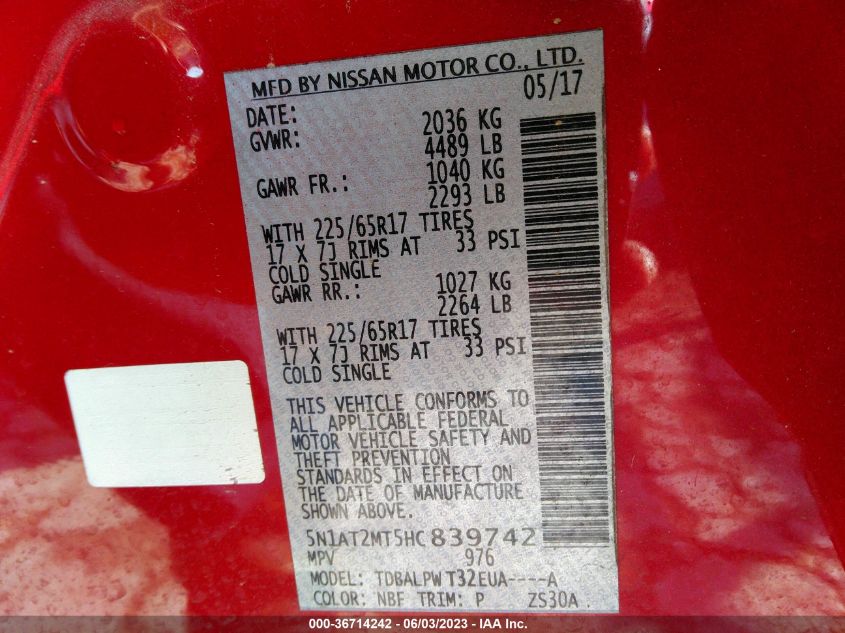 MFD BY NISSAN MOTOR CO., LTD.
DATE: 05/17
GVWR: 2036 KG
4489 LB
GAWR FR.: 1040 KG
2293 LB
WITH 225/65R17 TIRES
17 X 7J RIMS AT 33 PSI
COLD SINGLE
GAWR RR.: 1027 KG
2264 LB
WITH 225/65R17 TIRES
17 X 7J RIMS AT 33 PSI
COLD SINGLE
THIS VEHICLE CONFORMS TO
ALL APPLICABLE FEDERAL
MOTOR VEHICLE SAFETY AND
THEFT PREVENTION
STANDARDS IN EFFECT ON
THE DATE OF MANUFACTURE
SHOWN ABOVE.
5N1AT2MT5HC839742
MPV 976
MODEL: TDBALPW T32EUA----A
COLOR: NBF TRIM: P ZS30A
000-36714242 - 06/03/2023 - IAA Inc.